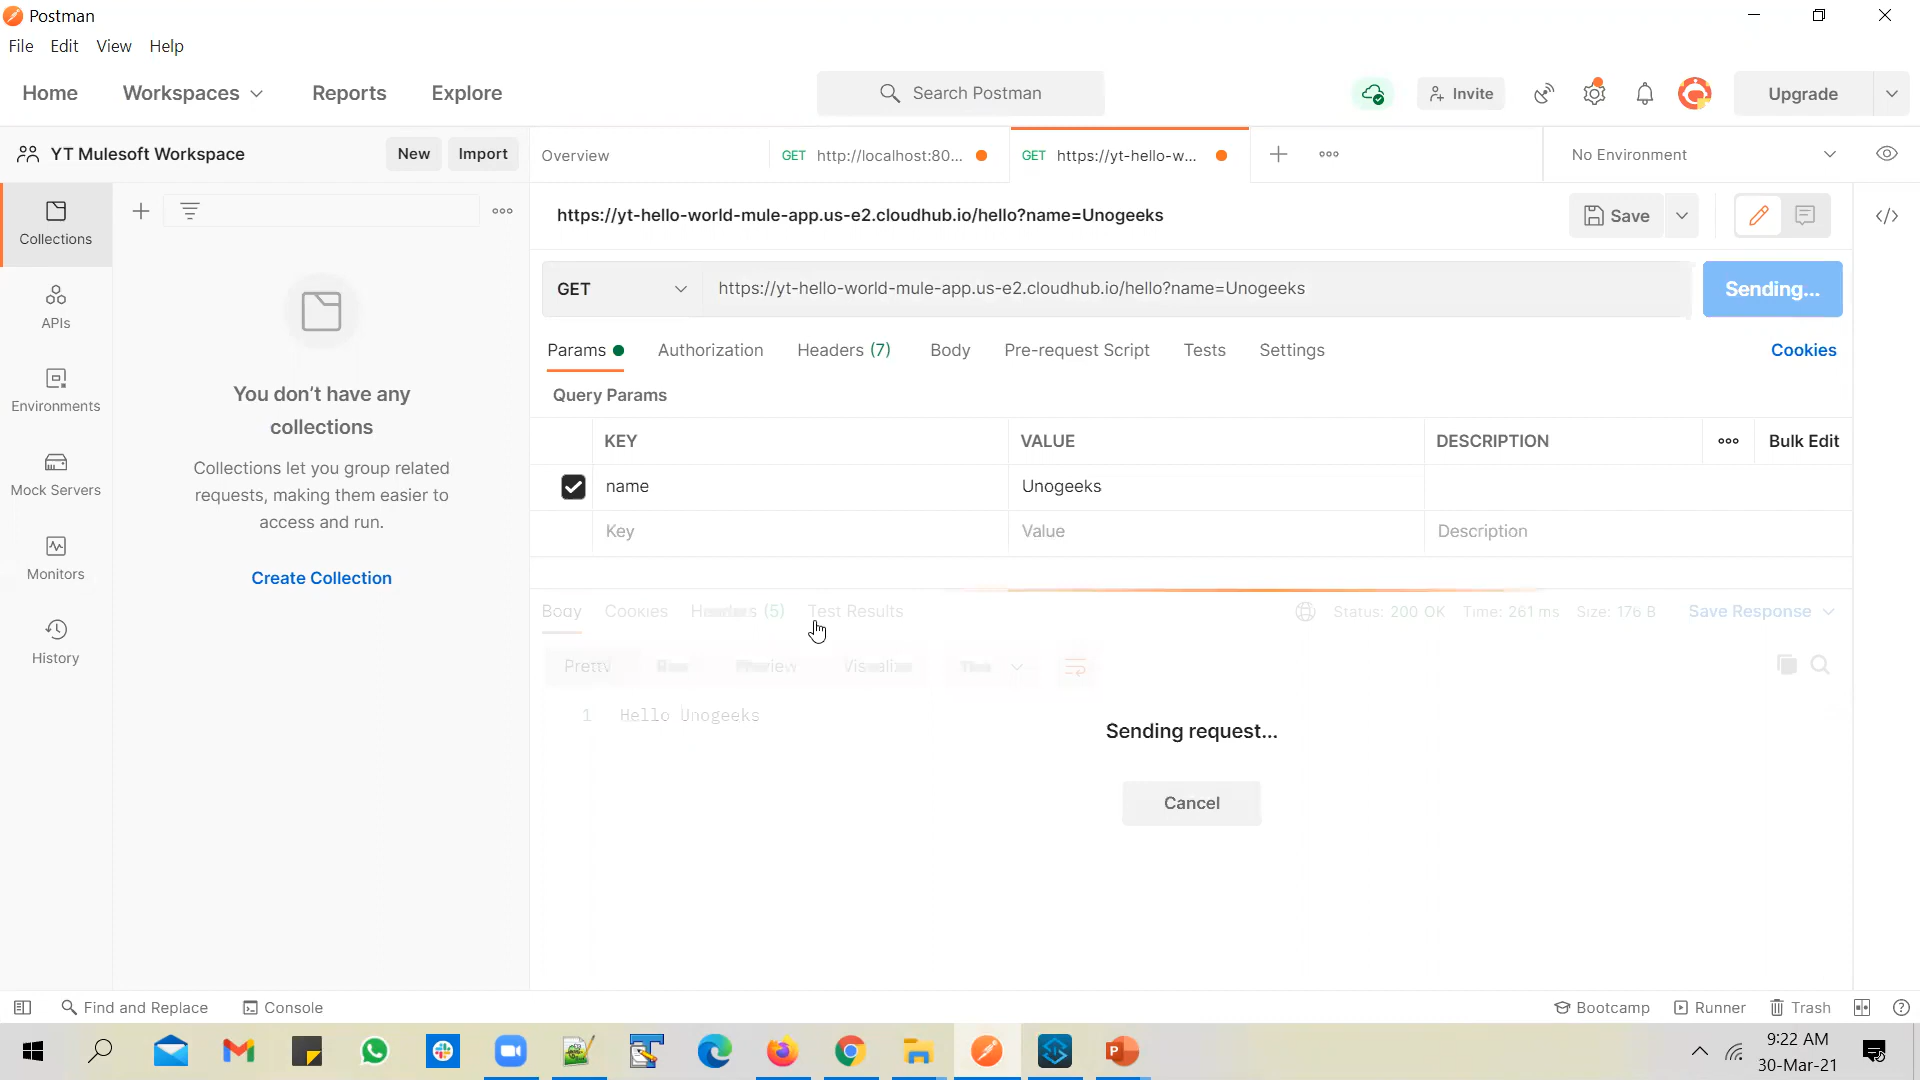 Postman
File Edit View Help
Home Workspaces Reports Explore
Search Postman
Invite
Upgrade
YT Mulesoft Workspace
New Import
Overview
GET http://localhost:80...
GET https://yt-hello-w...
No Environment
Collections
APIs
Environments
Mock Servers
Monitors
History
You don't have any
collections
Collections let you group related
requests, making them easier to
access and run.
Create Collection
https://yt-hello-world-mule-app.us-e2.cloudhub.io/hello?name=Unogeeks
Save
GET https://yt-hello-world-mule-app.us-e2.cloudhub.io/hello?name=Unogeeks
Sending...
Params Authorization Headers (7) Body Pre-request Script Tests Settings
Cookies
Query Params
KEY VALUE DESCRIPTION Bulk Edit
name Unogeeks
Key Value Description
Body Cookies Headers (5) Test Results
Status: 200 OK Time: 261 ms Size: 176 B Save Response
Pretty Preview Visualize
1 Hello Unogeeks
Sending request...
Cancel
Find and Replace Console
Bootcamp Runner Trash
9:22 AM
30-Mar-21